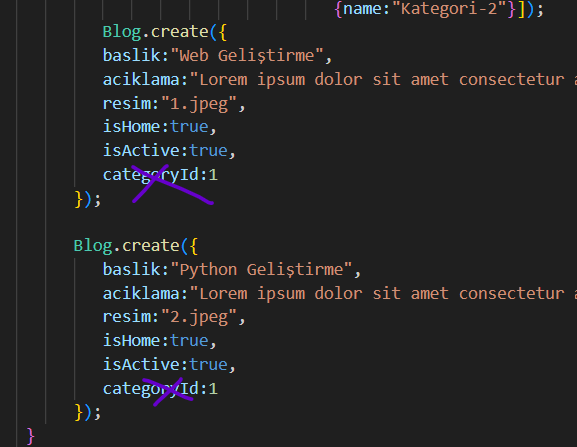 {name:"Kategori-2"}]);
Blog.create({
baslik:"Web Geliştirme",
aciklama:"Lorem ipsum dolor sit amet consectetur a
resim:"1.jpeg",
isHome:true,
isActive:true,
categoryId:1
});
Blog.create({
baslik:"Python Geliştirme",
aciklama:"Lorem ipsum dolor sit amet consectetur a
resim:"2.jpeg",
isHome:true,
isActive:true,
categoryId:1
});
}